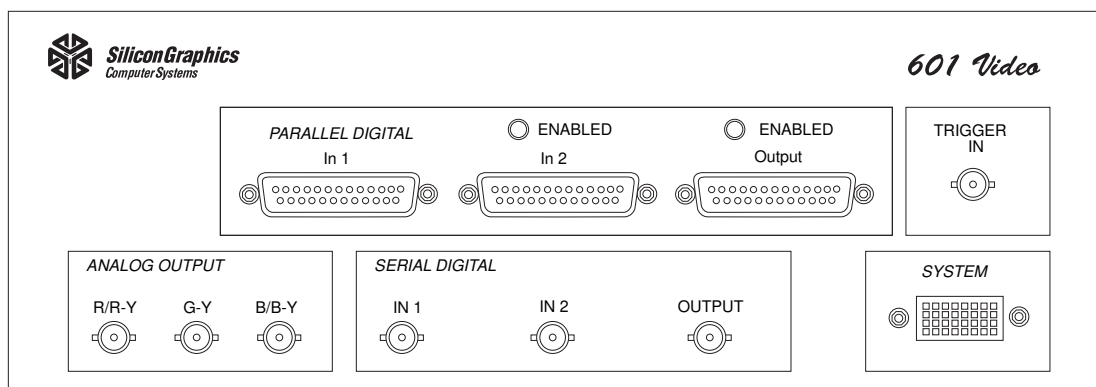 SiliconGraphics
Computer Systems
601 Video
PARALLEL DIGITAL
In 1
ENABLED
In 2
ENABLED
Output
TRIGGER
IN
ANALOG OUTPUT
R/R-Y
G-Y
B/B-Y
SERIAL DIGITAL
IN 1
IN 2
OUTPUT
SYSTEM